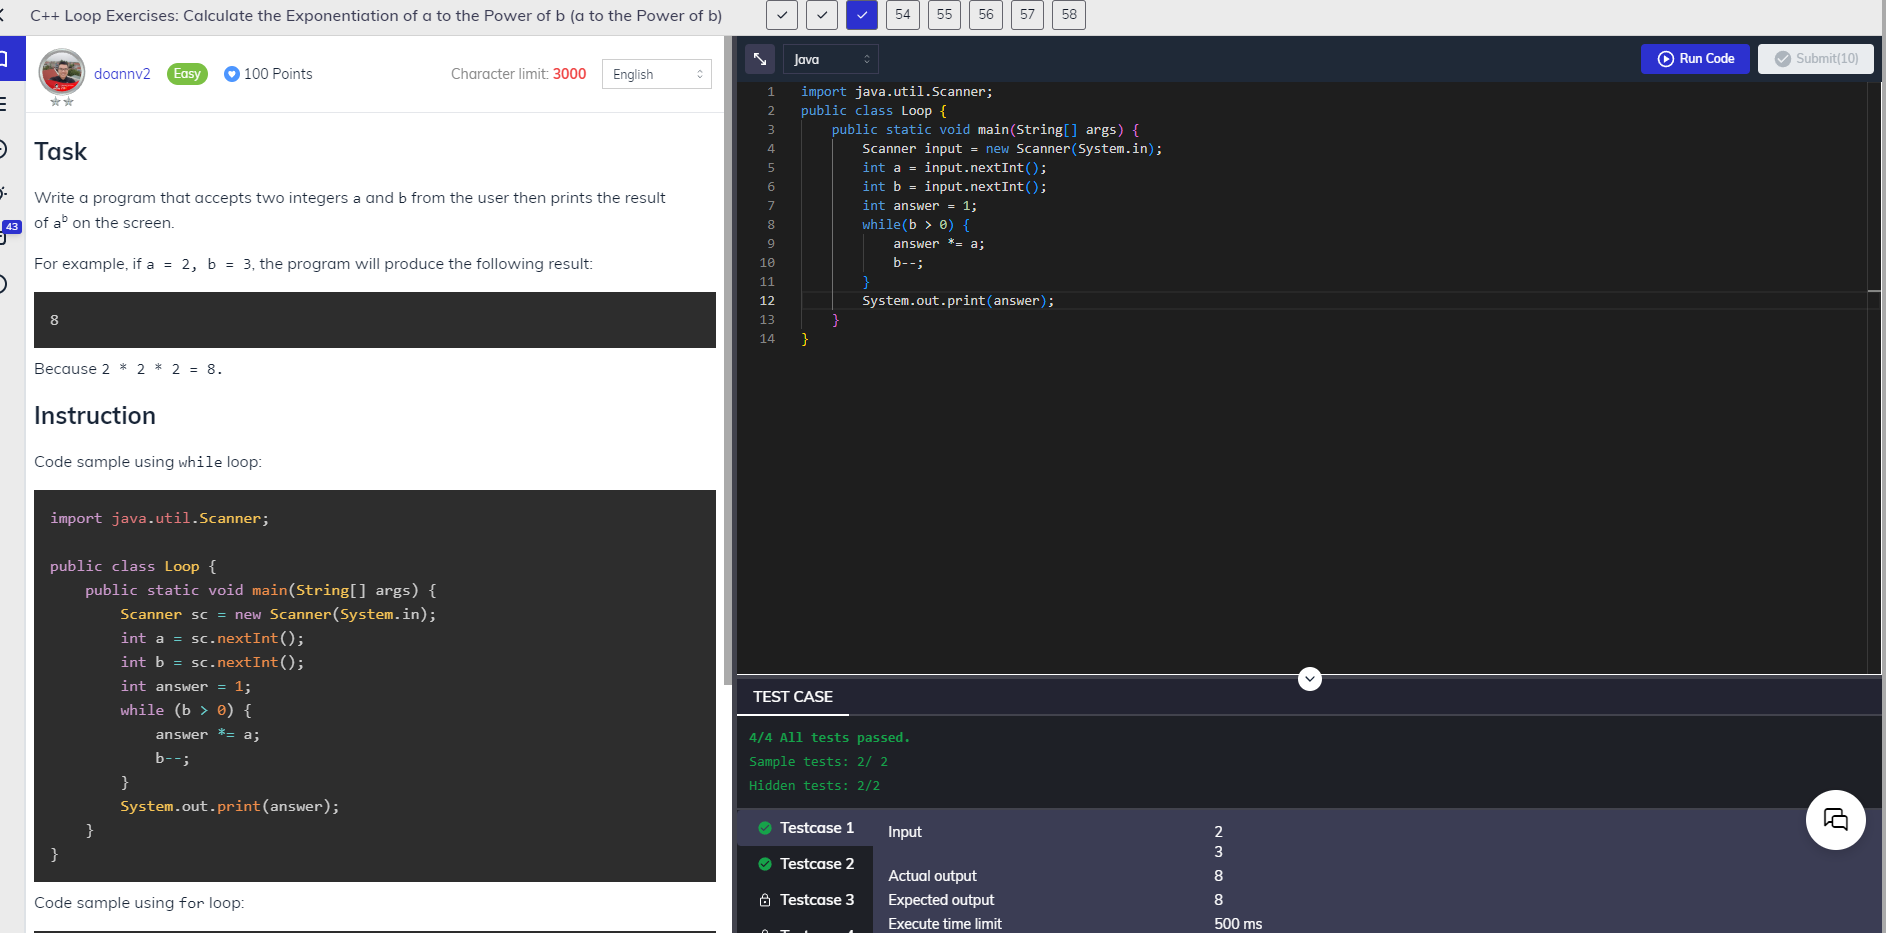 C++ Loop Exercises: Calculate the Exponentiation of a to the Power of b (a to the Power of b)
54 55 56 57 58
doannv2 Easy 100 Points Character limit: 3000 English
43
Task
Write a program that accepts two integers a and b from the user then prints the result
of aᵇ on the screen.
For example, if a = 2, b = 3, the program will produce the following result:
8
Because 2 * 2 * 2 = 8.
Instruction
Code sample using while loop:
import java.util.Scanner;
public class Loop {
public static void main(String[] args) {
Scanner sc = new Scanner(System.in);
int a = sc.nextInt();
int b = sc.nextInt();
int answer = 1;
while (b > 0) {
answer *= a;
b--;
}
System.out.print(answer);
}
}
Code sample using for loop:
Java Run Code Submit(10)
1 import java.util.Scanner;
2 public class Loop {
3 public static void main(String[] args) {
4 Scanner input = new Scanner(System.in);
5 int a = input.nextInt();
6 int b = input.nextInt();
7 int answer = 1;
8 while(b > 0) {
9 answer *= a;
10 b--;
11 }
12 System.out.print(answer);
13 }
14 }
TEST CASE
4/4 All tests passed.
Sample tests: 2/ 2
Hidden tests: 2/2
Testcase 1
Testcase 2
Testcase 3
Input 2
3
Actual output 8
Expected output 8
Execute time limit 500 ms